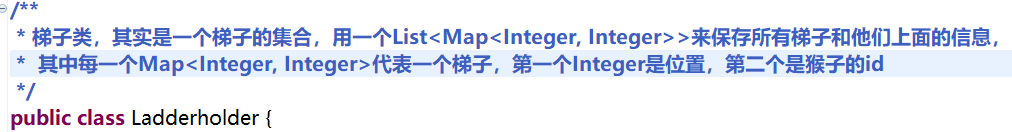 /**
* 梯子类，其实是一个梯子的集合，用一个List<Map<Integer, Integer>>来保存所有梯子和他们上面的信息，
* 其中每一个Map<Integer, Integer>代表一个梯子，第一个Integer是位置，第二个是猴子的id
*/
public class Ladderholder {